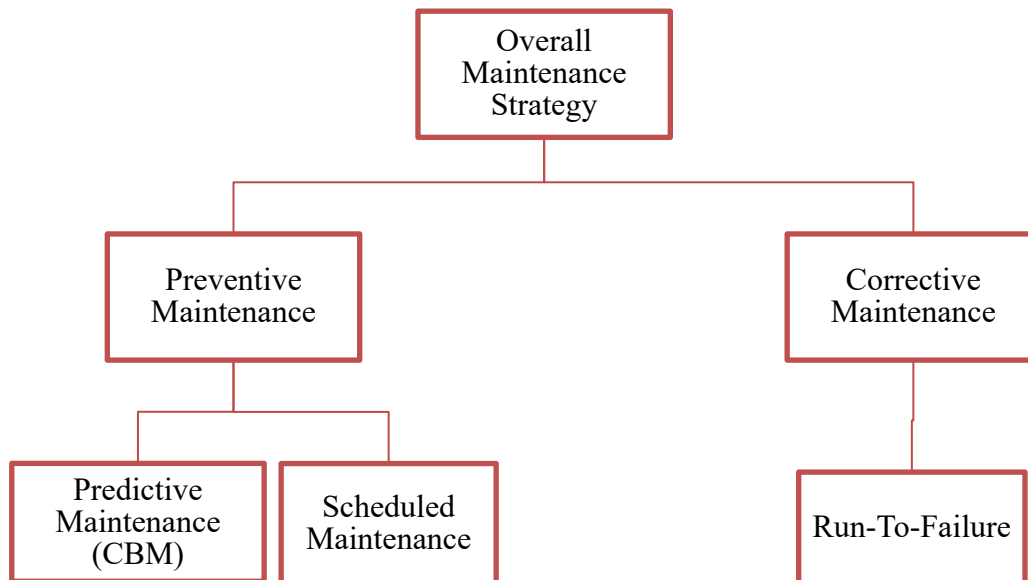 Overall
Maintenance
Strategy
Preventive
Maintenance
Corrective
Maintenance
Predictive
Maintenance
(CBM)
Scheduled
Maintenance
Run-To-Failure